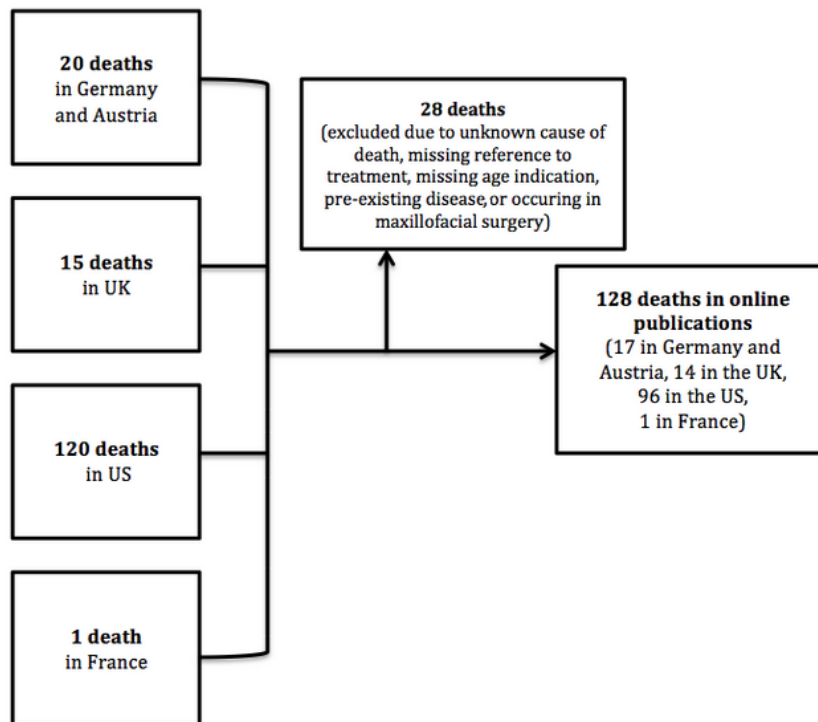 20 deaths
in Germany
and Austria
15 deaths
in UK
120 deaths
in US
1 death
in France
28 deaths
(excluded due to unknown cause of
death, missing reference to
treatment, missing age indication,
pre-existing disease, or occuring in
maxillofacial surgery)
128 deaths in online
publications
(17 in Germany and
Austria, 14 in the UK,
96 in the US,
1 in France)